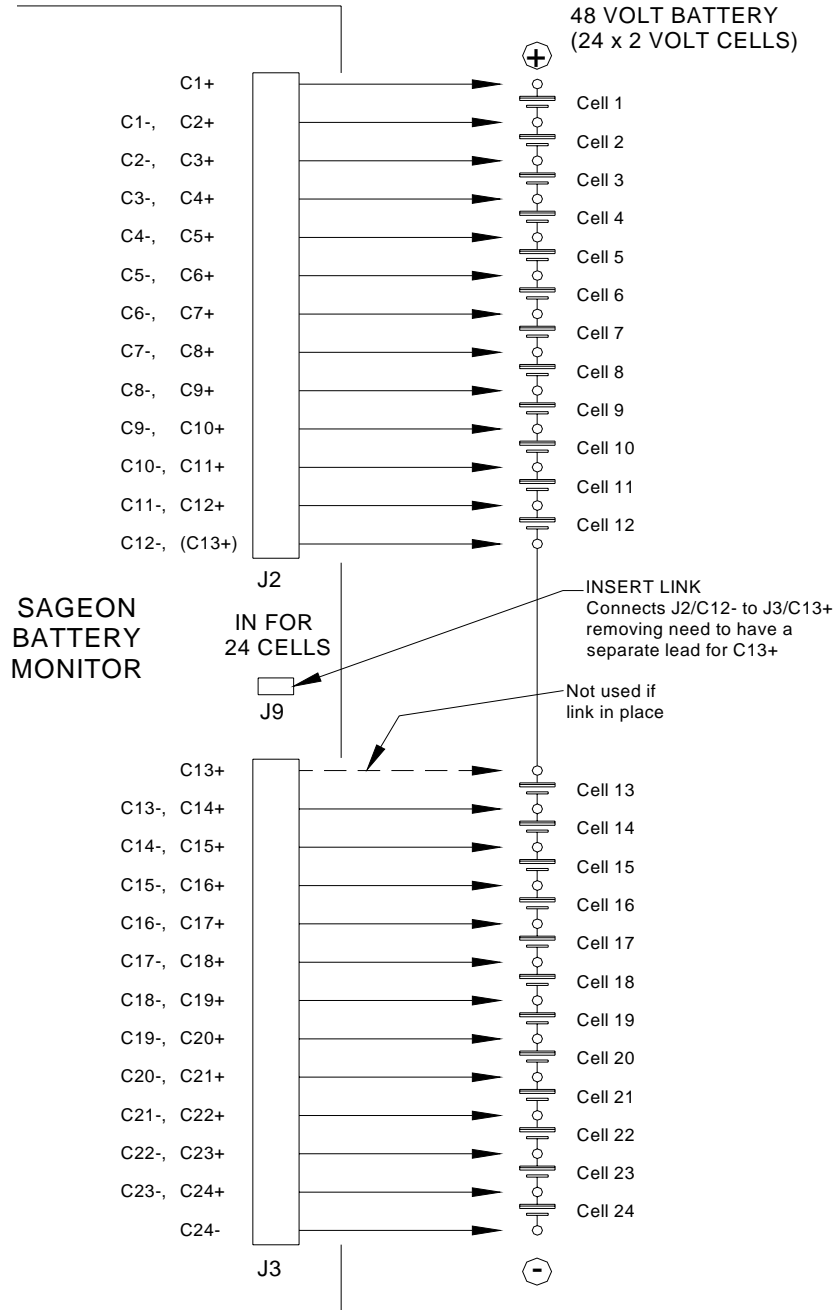 48 VOLT BATTERY
(24 x 2 VOLT CELLS)
+
C1+
Cell 1
C1-, C2+
Cell 2
C2-, C3+
Cell 3
C3-, C4+
Cell 4
C4-, C5+
Cell 5
C5-, C6+
Cell 6
C6-, C7+
Cell 7
C7-, C8+
Cell 8
C8-, C9+
Cell 9
C9-, C10+
Cell 10
C10-, C11+
Cell 11
C11-, C12+
Cell 12
C12-, (C13+)
J2
SAGEON
BATTERY
MONITOR
IN FOR
24 CELLS
J9
INSERT LINK
Connects J2/C12- to J3/C13+
removing need to have a
separate lead for C13+
Not used if
link in place
C13+
Cell 13
C13-, C14+
Cell 14
C14-, C15+
Cell 15
C15-, C16+
Cell 16
C16-, C17+
Cell 17
C17-, C18+
Cell 18
C18-, C19+
Cell 19
C19-, C20+
Cell 20
C20-, C21+
Cell 21
C21-, C22+
Cell 22
C22-, C23+
Cell 23
C23-, C24+
Cell 24
C24-
J3
-